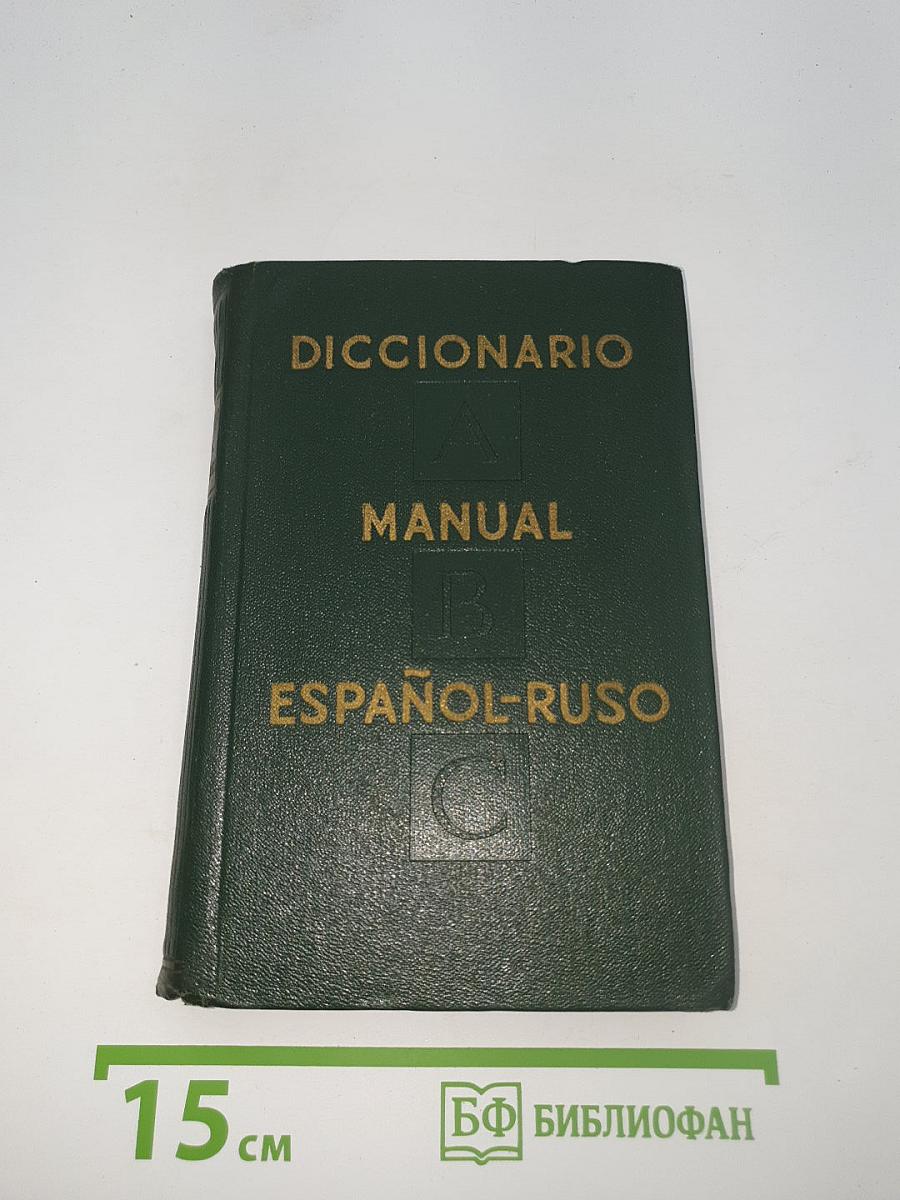 DICCIONARIO
A
MANUAL
B
ESPAÑOL-RUSO
C
15 см
БФ БИБЛИОФАН